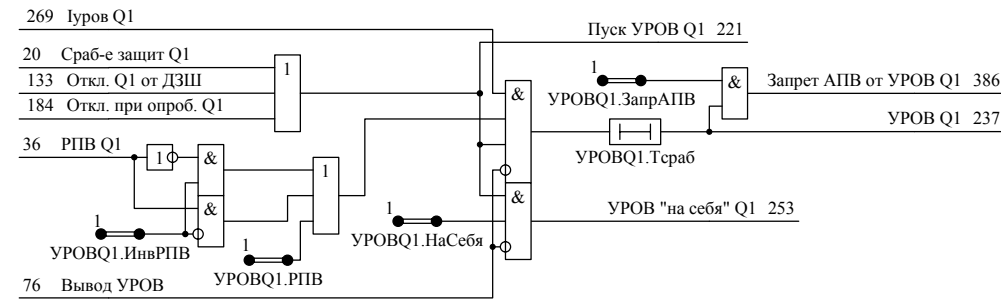 269 Iуров Q1
Пуск УРОВ Q1 221
20 Сраб-е защит Q1
1
1
133 Откл. Q1 от ДЗШ
&
&
Запрет АПВ от УРОВ Q1 386
УРОВQ1.ЗапрАПВ
184 Откл. при опроб. Q1
УРОВ Q1 237
36 РПВ Q1
1
&
1
УРОВQ1.Тсраб
&
&
1
1
УРОВ "на себя" Q1 253
УРОВQ1.НаСебя
УРОВQ1.ИнвРПВ
1
УРОВQ1.РПВ
76 Вывод УРОВ